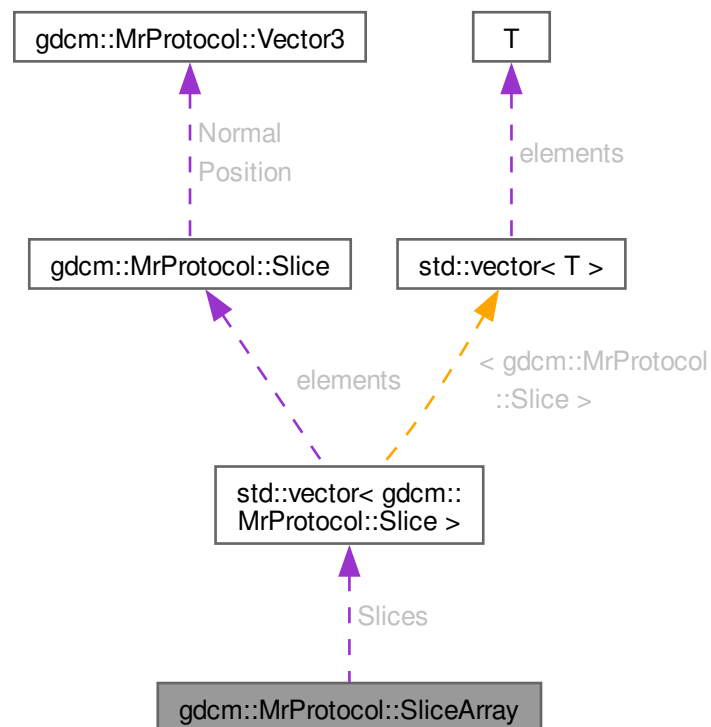 gdcm::MrProtocol::Vector3
T
Normal
Position
elements
gdcm::MrProtocol::Slice
std::vector< T >
elements
< gdcm::MrProtocol
::Slice >
std::vector< gdcm::
MrProtocol::Slice >
Slices
gdcm::MrProtocol::SliceArray